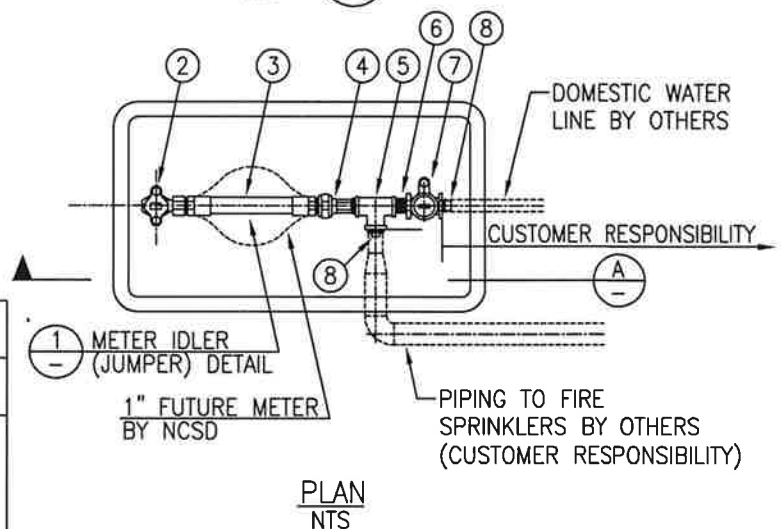 2
3
4
5
6
7
8
DOMESTIC WATER
LINE BY OTHERS
CUSTOMER RESPONSIBILITY
8
A
-
1
-
METER IDLER
(JUMPER) DETAIL
1" FUTURE METER
BY NCSD
PIPING TO FIRE
SPRINKLERS BY OTHERS
(CUSTOMER RESPONSIBILITY)
PLAN
NTS